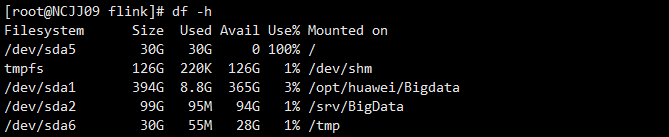 [root@NCJJ09 flink]# df -h
Filesystem Size Used Avail Use% Mounted on
/dev/sda5 30G 30G 0 100% /
tmpfs 126G 220K 126G 1% /dev/shm
/dev/sda1 394G 8.8G 365G 3% /opt/huawei/Bigdata
/dev/sda2 99G 95M 94G 1% /srv/BigData
/dev/sda6 30G 55M 28G 1% /tmp